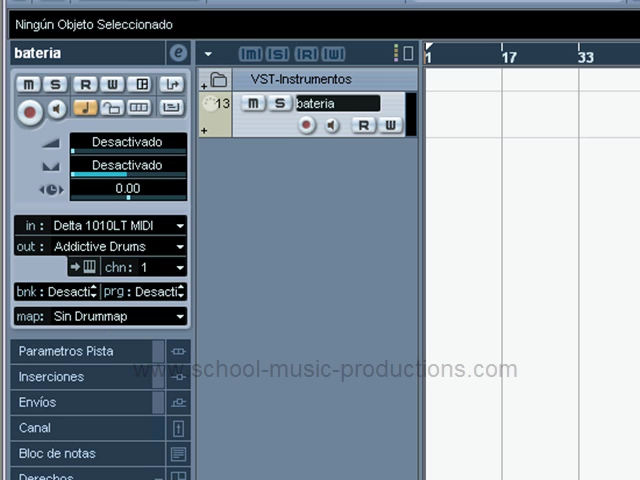 Ningún Objeto Seleccionado
bateria e
M S R W
M S R W
Desactivado
Desactivado
0.00
in : Delta 1010LT MIDI
out : Addictive Drums
chn: 1
bnk : Desacti prg : Desacti
map: Sin Drummap
Parametros Pista
Inserciones
Envíos
Canal
Bloc de notas
Derechos
VST-Instrumentos
13 M S bateria
R W
1 17 33
www.school-music-productions.com